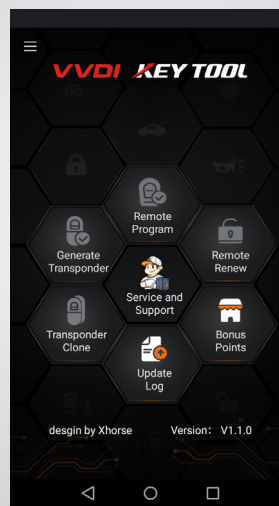 VVDI KEY TOOL
Remote
Program
Generate
Transponder
Remote
Renew
Service and
Support
Transponder
Clone
Bonus
Points
Update
Log
desgin by Xhorse
Version: V1.1.0